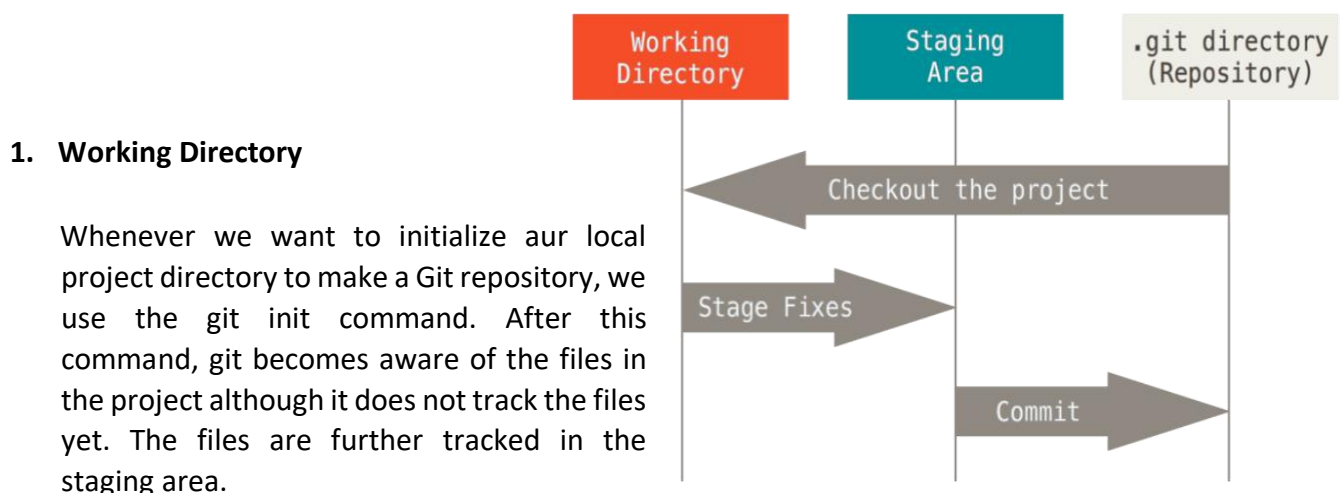 Working
Directory
Staging
Area
.git directory
(Repository)
1. Working Directory
Checkout the project
Whenever we want to initialize aur local
project directory to make a Git repository, we
use the git init command. After this
command, git becomes aware of the files in
the project although it does not track the files
yet. The files are further tracked in the
staging area.
Stage Fixes
Commit